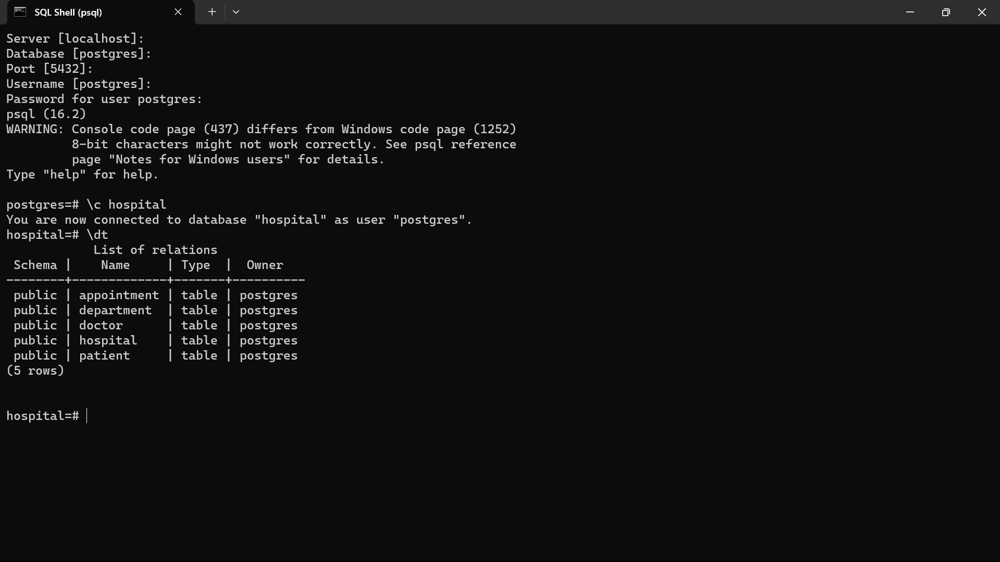 SQL Shell (psql)
Server [localhost]:
Database [postgres]:
Port [5432]:
Username [postgres]:
Password for user postgres:
psql (16.2)
WARNING: Console code page (437) differs from Windows code page (1252)
         8-bit characters might not work correctly. See psql reference
         page "Notes for Windows users" for details.
Type "help" for help.

postgres=# \c hospital
You are now connected to database "hospital" as user "postgres".
hospital=# \dt
            List of relations
 Schema |    Name     | Type  |  Owner
--------+-------------+-------+----------
 public | appointment | table | postgres
 public | department  | table | postgres
 public | doctor      | table | postgres
 public | hospital    | table | postgres
 public | patient     | table | postgres
(5 rows)


hospital=#